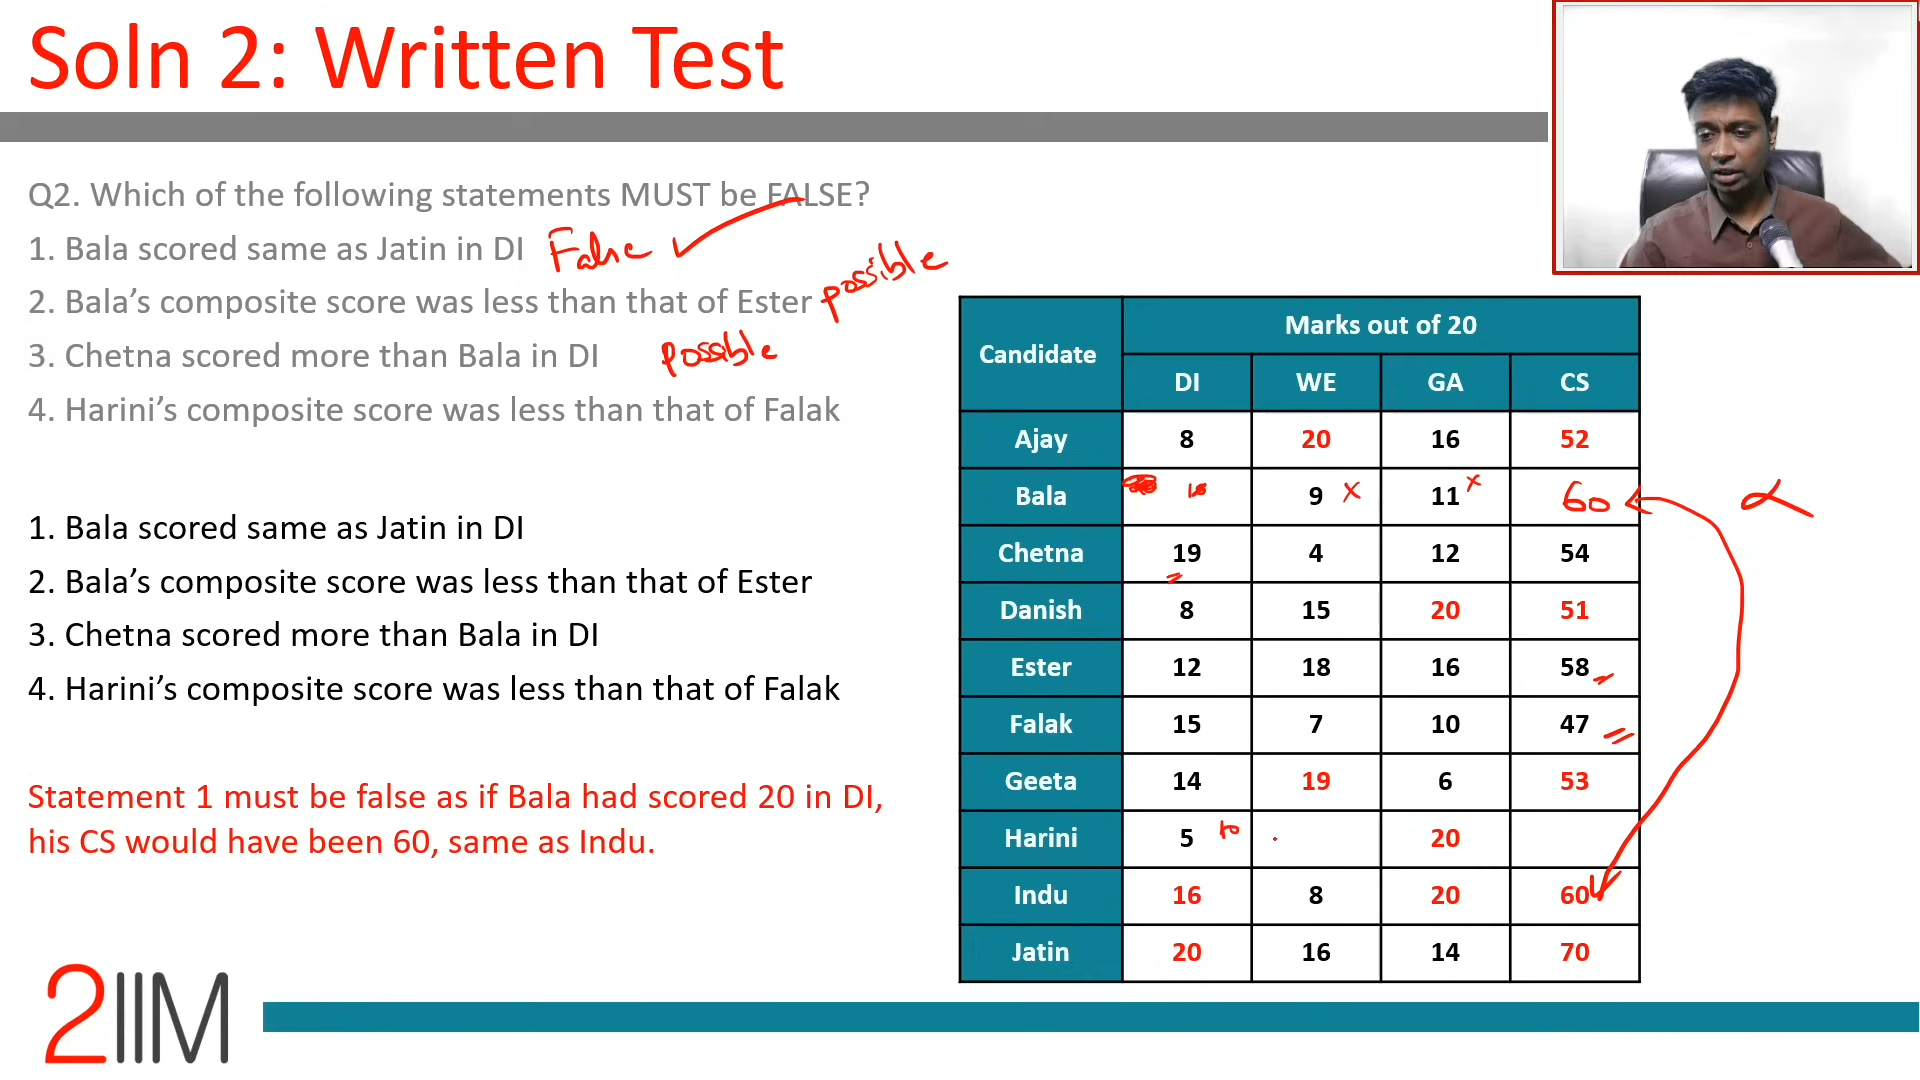 Soln 2: Written Test
Q2. Which of the following statements MUST be FALSE?
1. Bala scored same as Jatin in DI False ✓
2. Bala’s composite score was less than that of Ester possible
3. Chetna scored more than Bala in DI possible
4. Harini’s composite score was less than that of Falak
1. Bala scored same as Jatin in DI
2. Bala’s composite score was less than that of Ester
3. Chetna scored more than Bala in DI
4. Harini’s composite score was less than that of Falak
Statement 1 must be false as if Bala had scored 20 in DI,
his CS would have been 60, same as Indu.
Candidate Marks out of 20
DI WE GA CS
Ajay 8 20 16 52
Bala 9 x 11 x 60
Chetna 19 4 12 54
Danish 8 15 20 51
Ester 12 18 16 58
Falak 15 7 10 47
Geeta 14 19 6 53
Harini 5 10 20
Indu 16 8 20 60
Jatin 20 16 14 70
2IIM